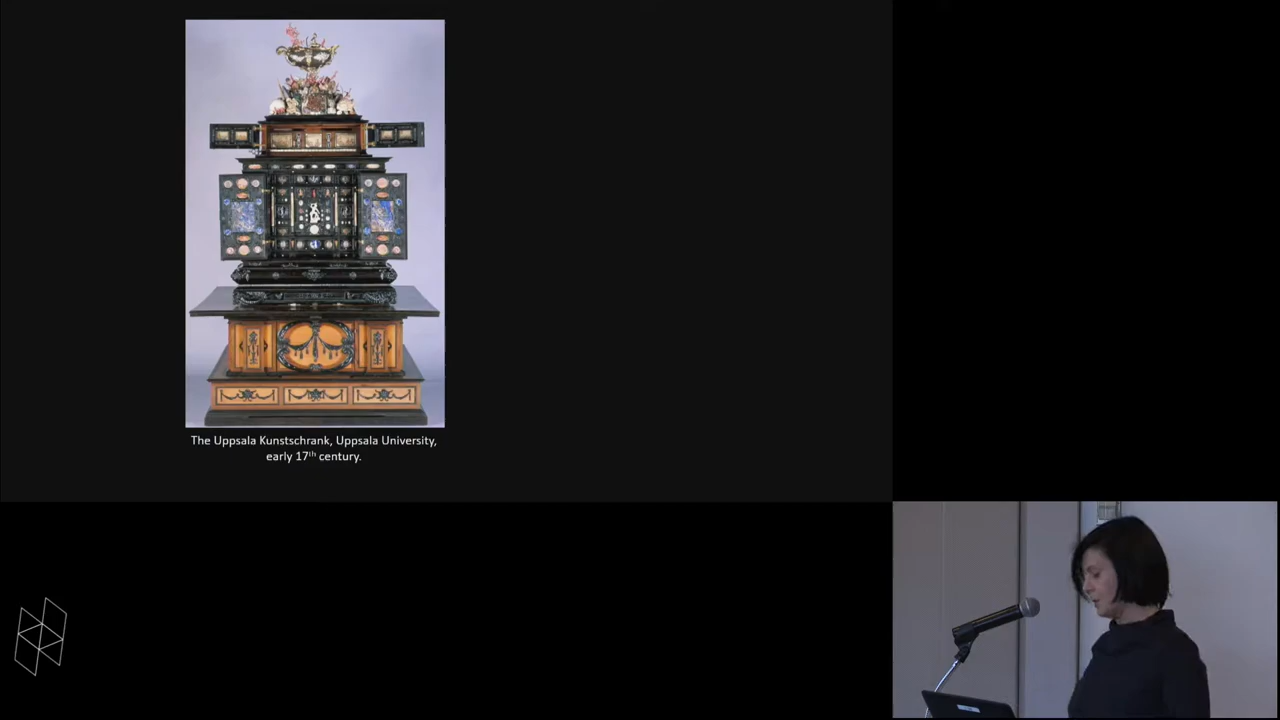 The Uppsala Kunstschrank, Uppsala University,
early 17th century.